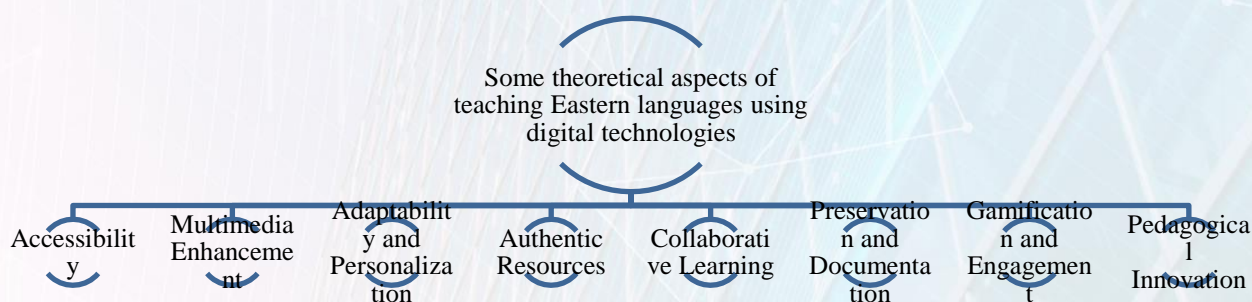 Some theoretical aspects of
teaching Eastern languages using
digital technologies
Accessibilit
y
Multimedia
Enhanceme
nt
Adaptabilit
y and
Personaliza
tion
Authentic
Resources
Collaborati
ve Learning
Preservatio
n and
Documenta
tion
Gamificatio
n and
Engagemen
t
Pedagogica
l
Innovation